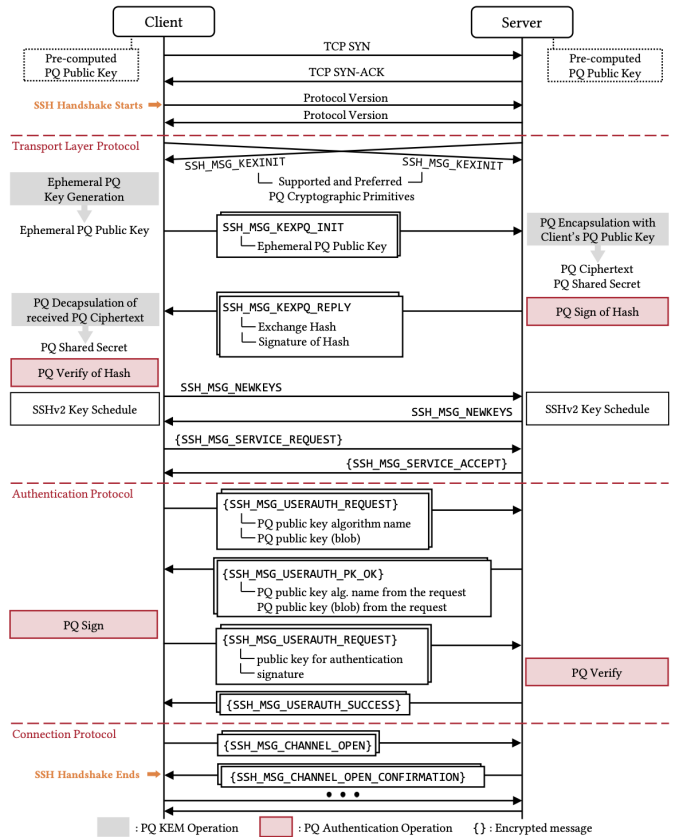 Client
Server
Pre-computed
PQ Public Key
Pre-computed
PQ Public Key
TCP SYN
TCP SYN-ACK
SSH Handshake Starts
Protocol Version
Protocol Version
Transport Layer Protocol
SSH_MSG_KEXINIT
SSH_MSG_KEXINIT
Supported and Preferred
PQ Cryptographic Primitives
Ephemeral PQ
Key Generation
Ephemeral PQ Public Key
SSH_MSG_KEXPQ_INIT
Ephemeral PQ Public Key
PQ Encapsulation with
Client's PQ Public Key
PQ Ciphertext
PQ Shared Secret
PQ Decapsulation of
received PQ Ciphertext
PQ Shared Secret
SSH_MSG_KEXPQ_REPLY
Exchange Hash
Signature of Hash
PQ Sign of Hash
PQ Verify of Hash
SSH_MSG_NEWKEYS
SSH_MSG_NEWKEYS
SSHv2 Key Schedule
SSHv2 Key Schedule
{SSH_MSG_SERVICE_REQUEST}
{SSH_MSG_SERVICE_ACCEPT}
Authentication Protocol
{SSH_MSG_USERAUTH_REQUEST}
PQ public key algorithm name
PQ public key (blob)
{SSH_MSG_USERAUTH_PK_OK}
PQ public key alg. name from the request
PQ public key (blob) from the request
PQ Sign
{SSH_MSG_USERAUTH_REQUEST}
public key for authentication
signature
PQ Verify
{SSH_MSG_USERAUTH_SUCCESS}
Connection Protocol
{SSH_MSG_CHANNEL_OPEN}
SSH Handshake Ends
{SSH_MSG_CHANNEL_OPEN_CONFIRMATION}
• • •
: PQ KEM Operation
: PQ Authentication Operation
{} : Encrypted message